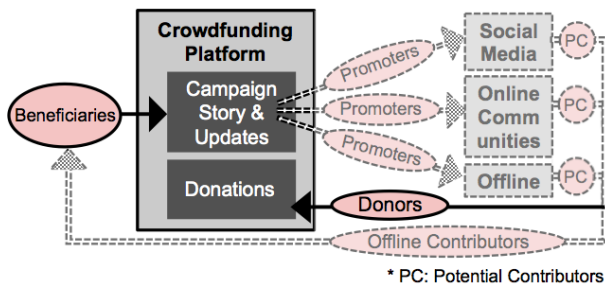 Crowdfunding
Platform
Campaign
Story &
Updates
Donations
Beneficiaries
Promoters
Promoters
Promoters
Social
Media
Online
Comm
unities
Offline
PC
PC
PC
Donors
Offline Contributors
* PC: Potential Contributors